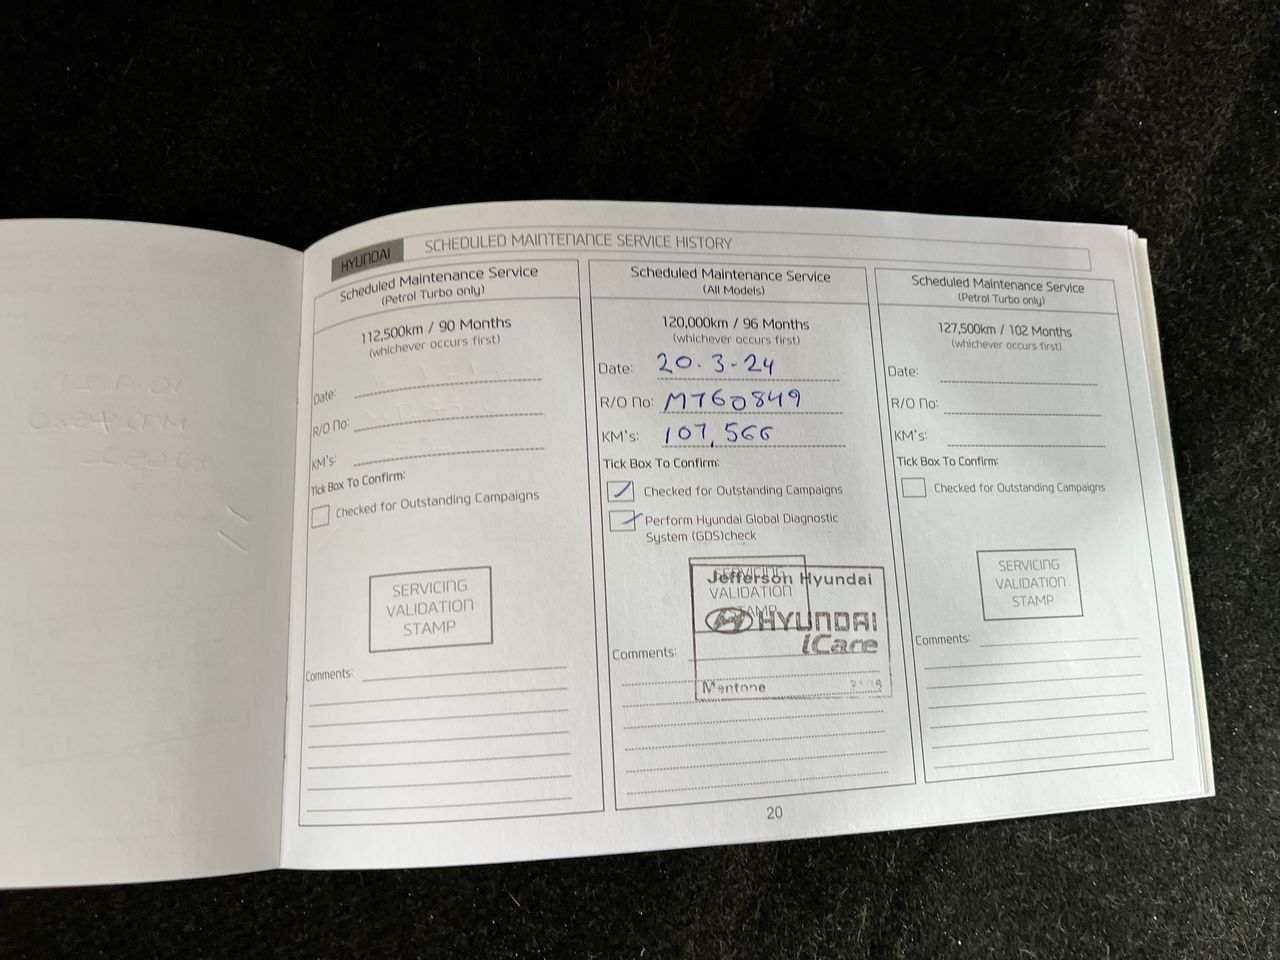 HYUNDAI
SCHEDULED MAINTENANCE SERVICE HISTORY
Scheduled Maintenance Service
(Petrol Turbo only)
112,500km / 90 Months
(whichever occurs first)
Date:
R/O No:
KM's:
Tick Box To Confirm:
Checked for Outstanding Campaigns
SERVICING
VALIDATION
STAMP
Comments:
Scheduled Maintenance Service
(All Models)
120,000km / 96 Months
(whichever occurs first)
Date: 20.3-24
R/O No: M760849
KM's: 107,566
Tick Box To Confirm:
Checked for Outstanding Campaigns
Perform Hyundai Global Diagnostic
System (GDS)check
SERVICING
Jefferson Hyundai
VALIDATION
STAMP
HYUNDAI
iCare
Comments:
Mentone
Scheduled Maintenance Service
(Petrol Turbo only)
127,500km / 102 Months
(whichever occurs first)
Date:
R/O No:
KM's:
Tick Box To Confirm:
Checked for Outstanding Campaigns
SERVICING
VALIDATION
STAMP
Comments:
20